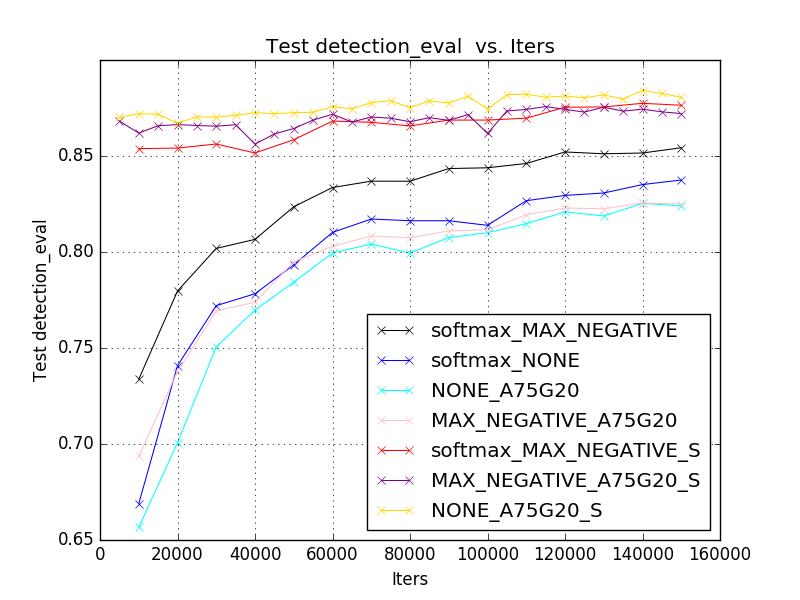 Test detection_eval  vs. Iters
Test detection_eval
0.85
0.80
0.75
0.70
0.65
softmax_MAX_NEGATIVE
softmax_NONE
NONE_A75G20
MAX_NEGATIVE_A75G20
softmax_MAX_NEGATIVE_S
MAX_NEGATIVE_A75G20_S
NONE_A75G20_S
0 20000 40000 60000 80000 100000 120000 140000 160000
Iters